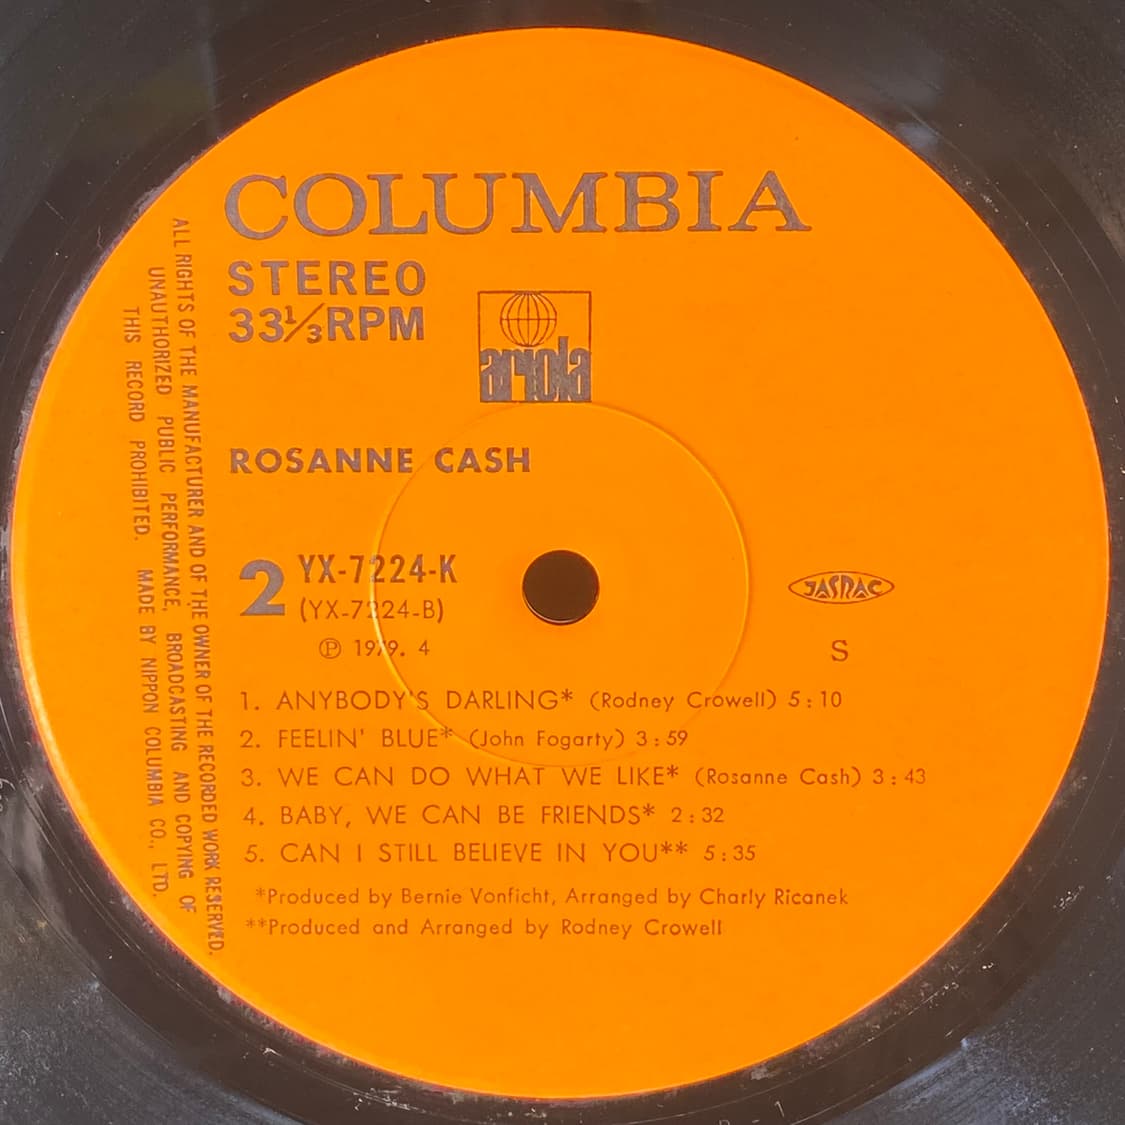 COLUMBIA
STEREO
33⅓RPM
ariola
ROSANNE CASH
2 YX-7224-K
(YX-7224-B)
℗ 1979. 4
JASRAC
S
1. ANYBODY'S DARLING* (Rodney Crowell) 5:10
2. FEELIN' BLUE* (John Fogarty) 3:59
3. WE CAN DO WHAT WE LIKE* (Rosanne Cash) 3:43
4. BABY, WE CAN BE FRIENDS* 2:32
5. CAN I STILL BELIEVE IN YOU** 5:35
*Produced by Bernie Vonficht, Arranged by Charly Ricanek
**Produced and Arranged by Rodney Crowell
ALL RIGHTS OF THE MANUFACTURER AND OF THE OWNER OF THE RECORDED WORK RESERVED.
UNAUTHORIZED PUBLIC PERFORMANCE, BROADCASTING AND COPYING OF
THIS RECORD PROHIBITED. MADE BY NIPPON COLUMBIA CO., LTD.